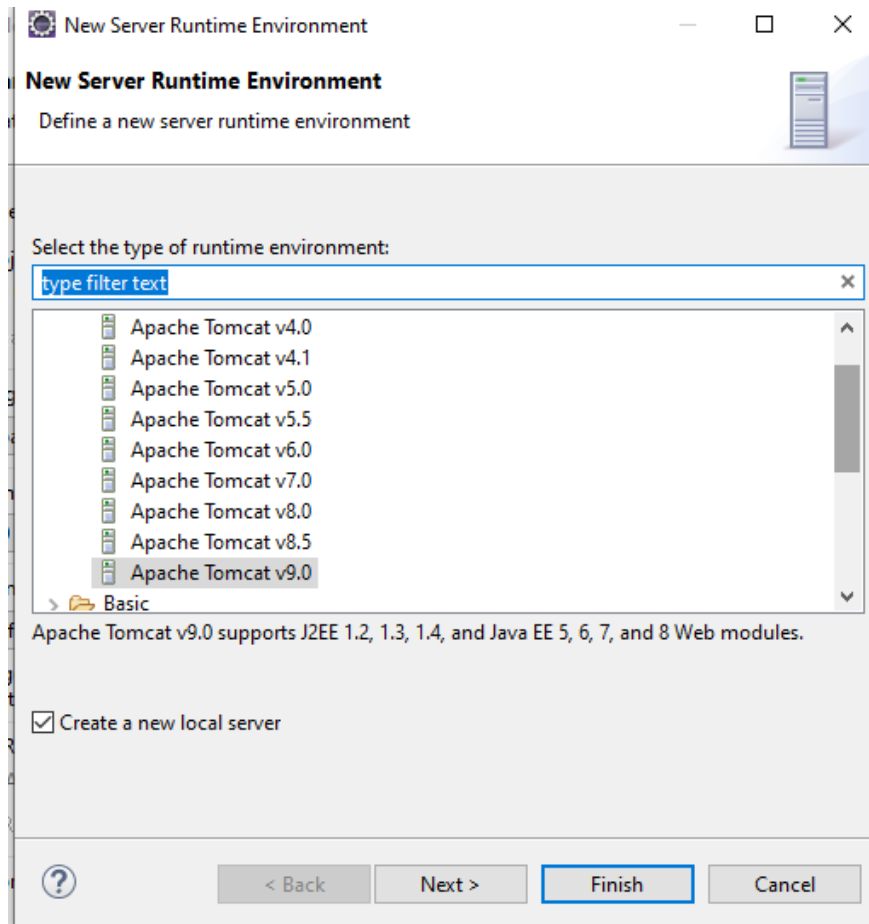 New Server Runtime Environment
New Server Runtime Environment
Define a new server runtime environment
Select the type of runtime environment:
type filter text
Apache Tomcat v4.0
Apache Tomcat v4.1
Apache Tomcat v5.0
Apache Tomcat v5.5
Apache Tomcat v6.0
Apache Tomcat v7.0
Apache Tomcat v8.0
Apache Tomcat v8.5
Apache Tomcat v9.0
Basic
Apache Tomcat v9.0 supports J2EE 1.2, 1.3, 1.4, and Java EE 5, 6, 7, and 8 Web modules.
Create a new local server
< Back Next > Finish Cancel